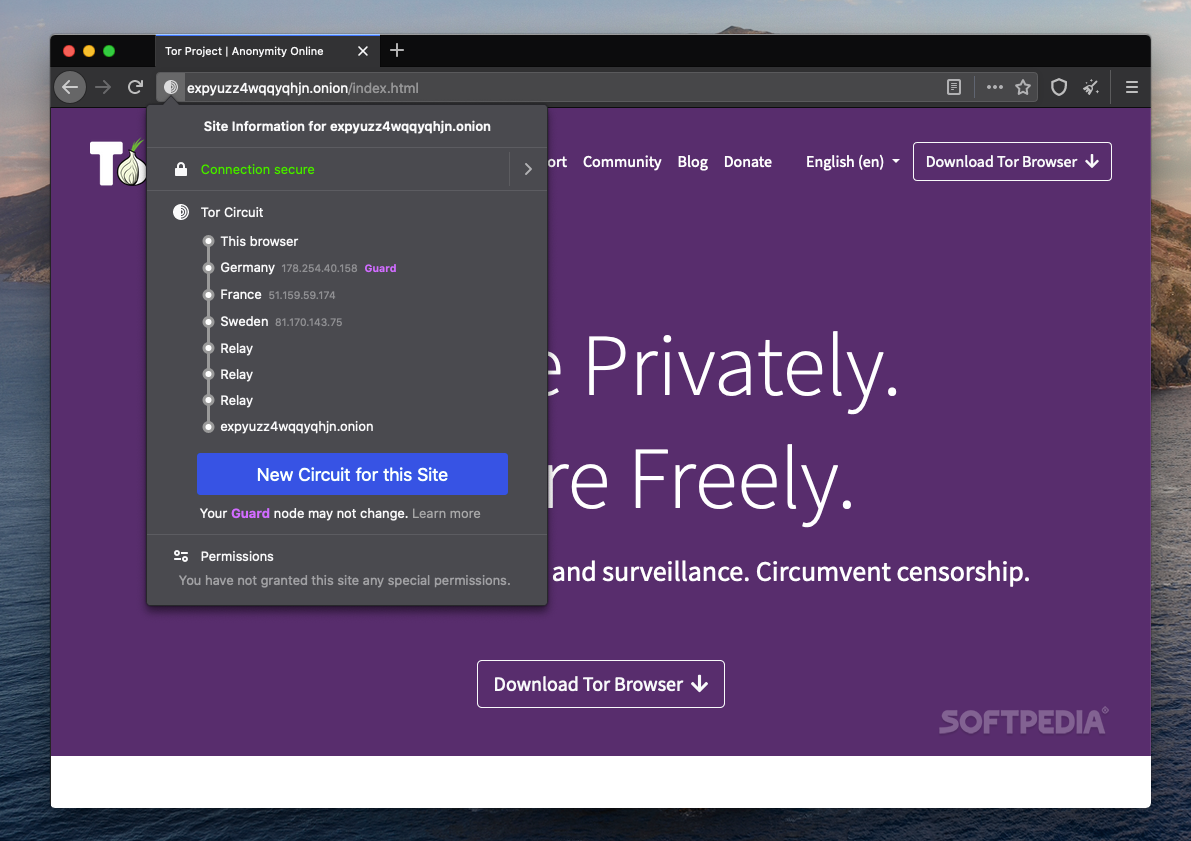 Tor Project | Anonymity Online
expyuzz4wqqyqhjn.onion/index.html
Site Information for expyuzz4wqqyqhjn.onion
Connection secure
Tor Circuit
This browser
Germany 178.254.40.158 Guard
France 51.159.59.174
Sweden 81.170.143.75
Relay
Relay
Relay
expyuzz4wqqyqhjn.onion
New Circuit for this Site
Your Guard node may not change. Learn more
Permissions
You have not granted this site any special permissions.
To
ort Community Blog Donate English (en) Download Tor Browser
e Privately.
re Freely.
and surveillance. Circumvent censorship.
Download Tor Browser
SOFTPEDIA®